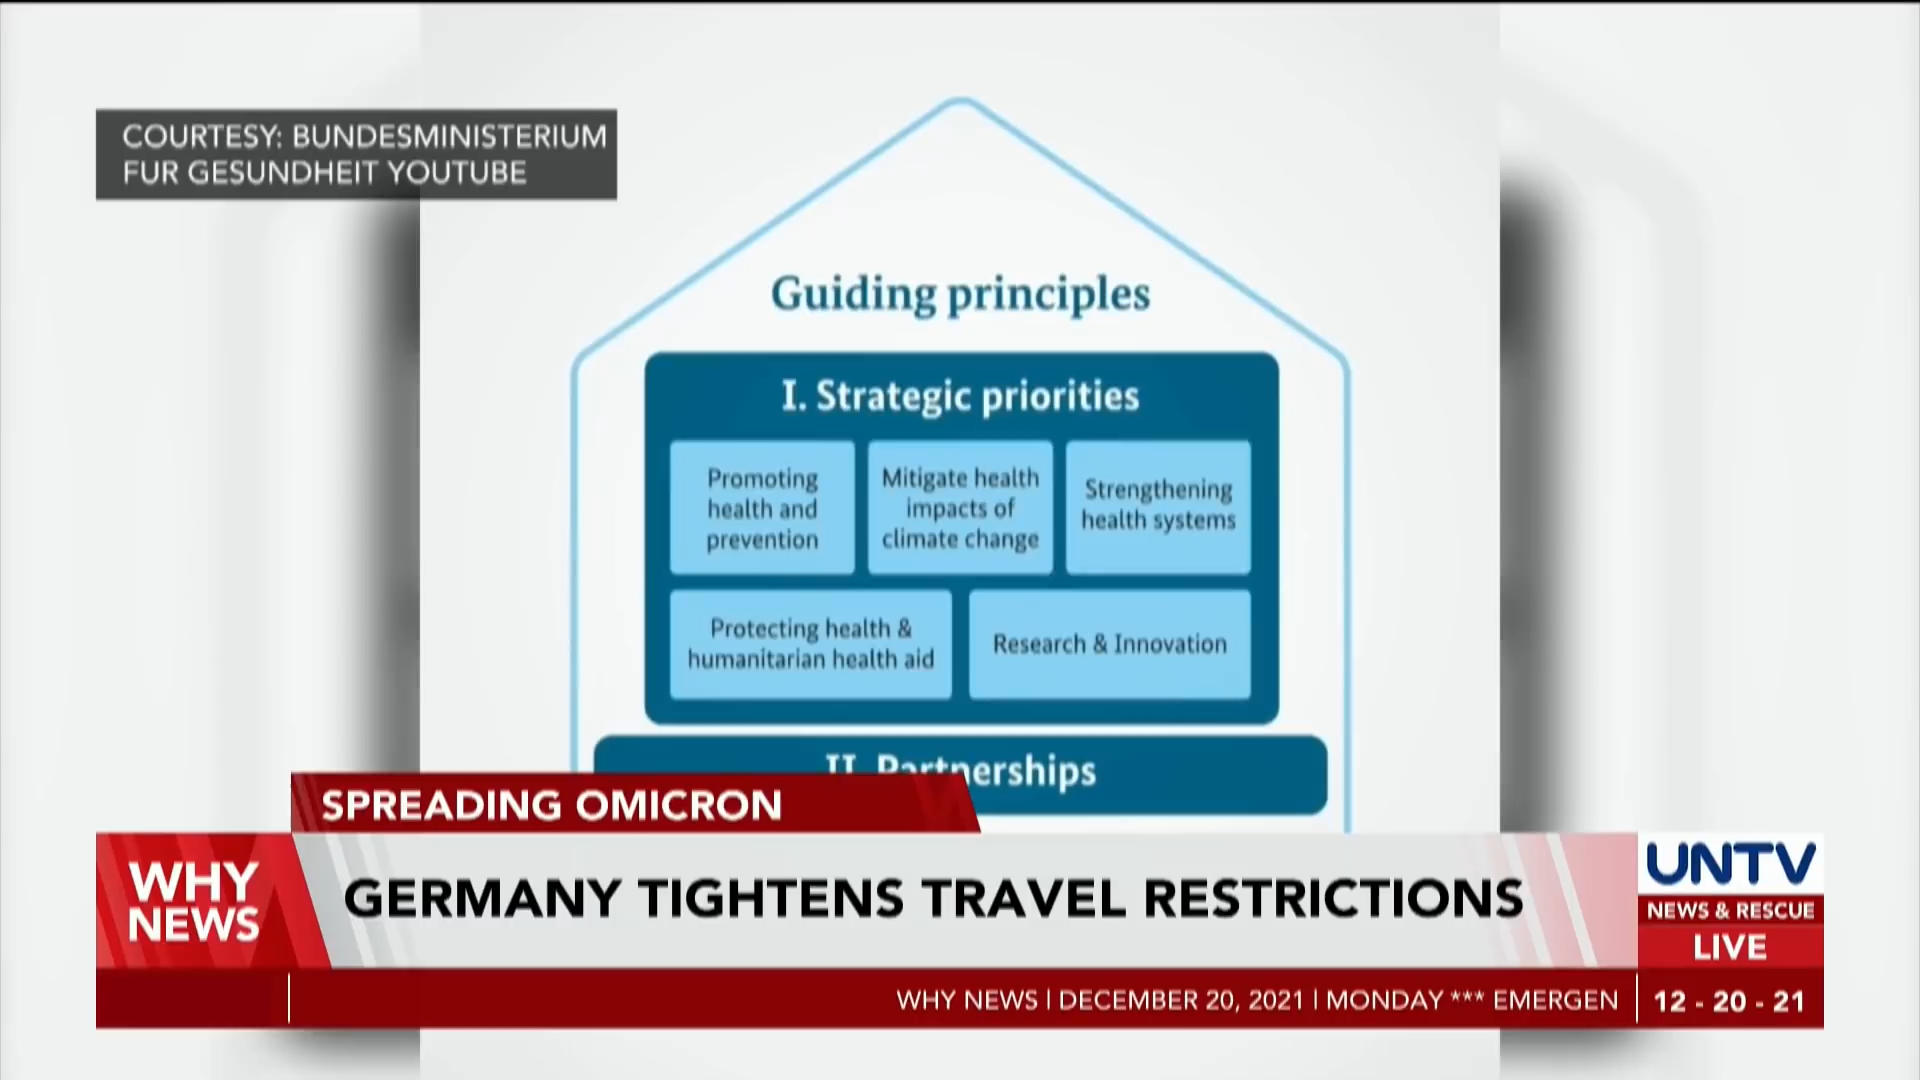 COURTESY: BUNDESMINISTERIUM
FUR GESUNDHEIT YOUTUBE
Guiding principles
I. Strategic priorities
Promoting
health and
prevention
Mitigate health
impacts of
climate change
Strengthening
health systems
Protecting health &
humanitarian health aid
Research & Innovation
II. Partnerships
SPREADING OMICRON
WHY
NEWS
GERMANY TIGHTENS TRAVEL RESTRICTIONS
UNTV
NEWS & RESCUE
LIVE
WHY NEWS | DECEMBER 20, 2021 | MONDAY *** EMERGEN
12 - 20 - 21